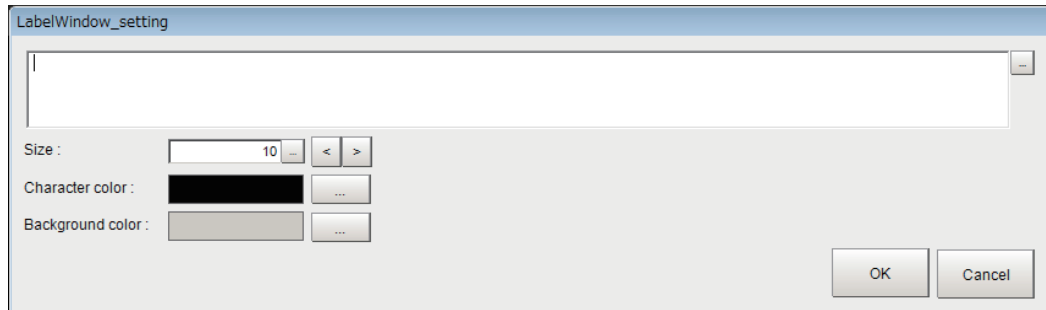 LabelWindow_setting
...
Size :
10 ... < >
Character color :
...
Background color :
...
OK Cancel